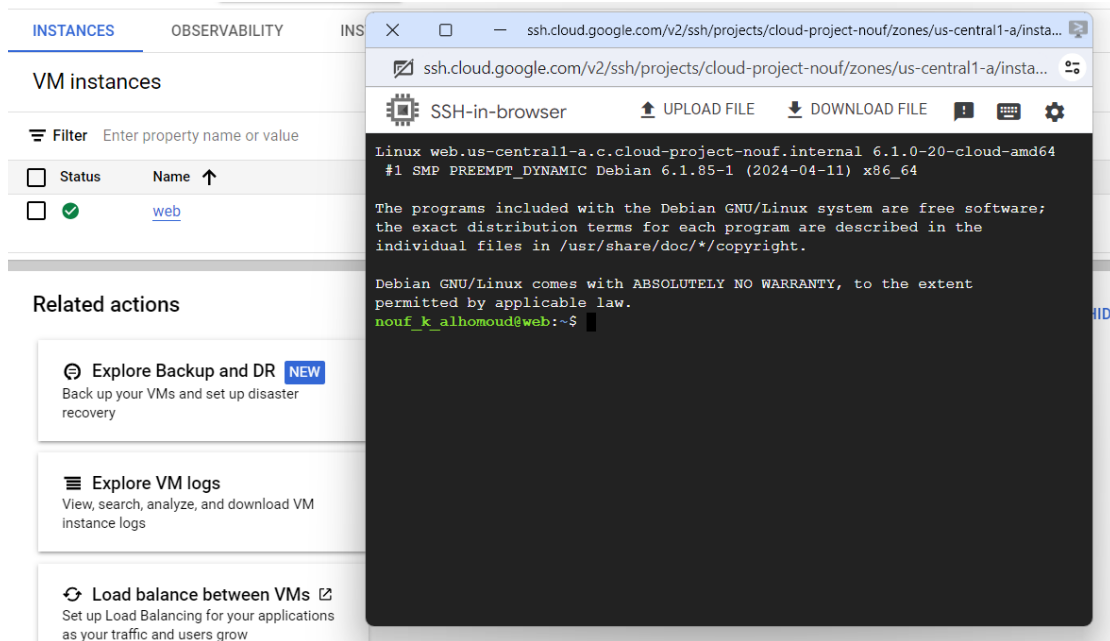 INSTANCES OBSERVABILITY INS
VM instances
Filter Enter property name or value
Status Name
web
Related actions
Explore Backup and DR NEW
Back up your VMs and set up disaster
recovery
Explore VM logs
View, search, analyze, and download VM
instance logs
Load balance between VMs
Set up Load Balancing for your applications
as your traffic and users grow
ssh.cloud.google.com/v2/ssh/projects/cloud-project-nouf/zones/us-central1-a/insta...
ssh.cloud.google.com/v2/ssh/projects/cloud-project-nouf/zones/us-central1-a/insta...
SSH-in-browser UPLOAD FILE DOWNLOAD FILE
Linux web.us-central1-a.c.cloud-project-nouf.internal 6.1.0-20-cloud-amd64
#1 SMP PREEMPT_DYNAMIC Debian 6.1.85-1 (2024-04-11) x86_64
The programs included with the Debian GNU/Linux system are free software;
the exact distribution terms for each program are described in the
individual files in /usr/share/doc/*/copyright.
Debian GNU/Linux comes with ABSOLUTELY NO WARRANTY, to the extent
permitted by applicable law.
nouf_k_alhomoud@web:~$
HID